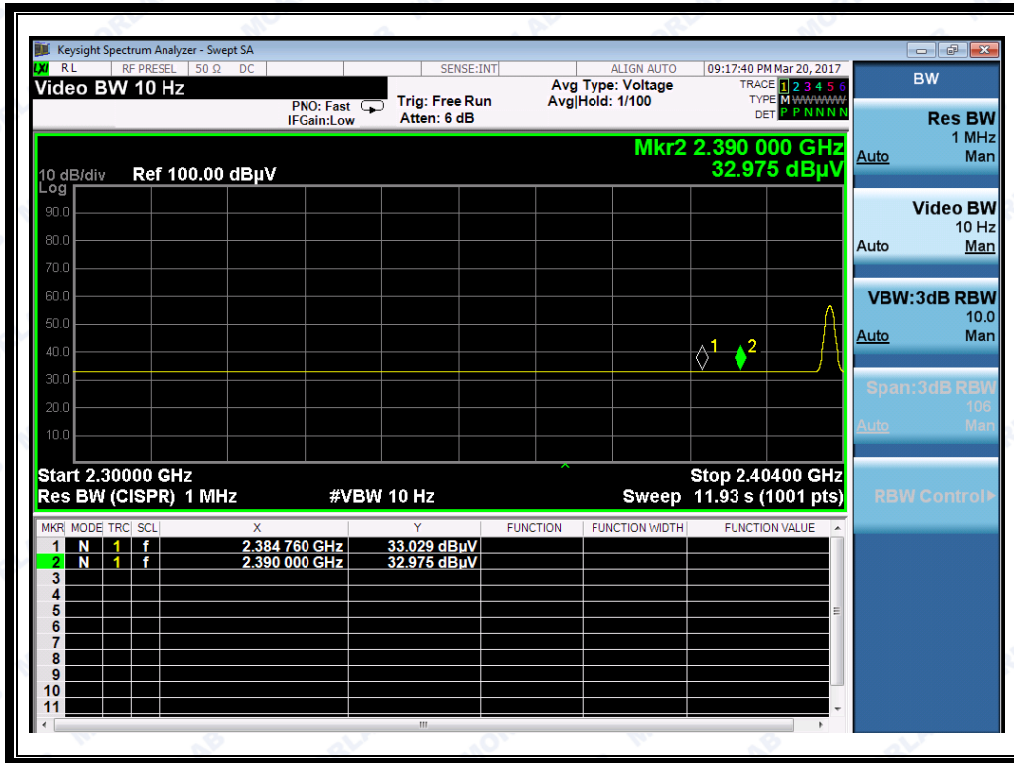 Keysight Spectrum Analyzer - Swept SA
LXI RL RF PRESEL 50 Ω DC SENSE:INT ALIGN AUTO 09:17:40 PM Mar 20, 2017
Video BW 10 Hz
PNO: Fast
IFGain:Low
Trig: Free Run
Atten: 6 dB
Avg Type: Voltage
Avg|Hold: 1/100
TRACE 1 2 3 4 5 6
TYPE M WWWWW
DET P P N N N N
Mkr2 2.390 000 GHz
32.975 dBµV
10 dB/div Ref 100.00 dBµV
Log
90.0
80.0
70.0
60.0
50.0
40.0
30.0
20.0
10.0
1
2
Start 2.30000 GHz Stop 2.40400 GHz
Res BW (CISPR) 1 MHz #VBW 10 Hz Sweep 11.93 s (1001 pts)
MKR MODE TRC SCL X Y FUNCTION FUNCTION WIDTH FUNCTION VALUE
1 N 1 f 2.384 760 GHz 33.029 dBµV
2 N 1 f 2.390 000 GHz 32.975 dBµV
3
4
5
6
7
8
9
10
11
BW
Res BW
1 MHz
Auto Man
Video BW
10 Hz
Auto Man
VBW:3dB RBW
10.0
Auto Man
Span:3dB RBW
106
Auto Man
RBW Control